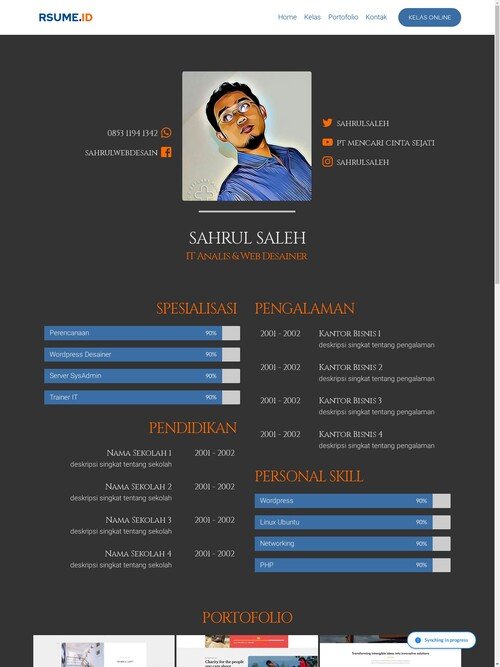 RSUME.ID
Home Kelas Portofolio Kontak KELAS ONLINE
0853 1194 1342
SAHRULWEBDESAIN
SAHRULSALEH
PT MENCARI CINTA SEJATI
SAHRULSALEH
SAHRUL SALEH
IT Analis & Web Desainer
SPESIALISASI
Perencanaan 90%
Wordpress Desainer 90%
Server SysAdmin 90%
Trainer IT 90%
PENDIDIKAN
Nama Sekolah 1 2001 - 2002
deskripsi singkat tentang sekolah
Nama Sekolah 2 2001 - 2002
deskripsi singkat tentang sekolah
Nama Sekolah 3 2001 - 2002
deskripsi singkat tentang sekolah
Nama Sekolah 4 2001 - 2002
deskripsi singkat tentang sekolah
PENGALAMAN
2001 - 2002 Kantor Bisnis 1
deskripsi singkat tentang pengalaman
2001 - 2002 Kantor Bisnis 2
deskripsi singkat tentang pengalaman
2001 - 2002 Kantor Bisnis 3
deskripsi singkat tentang pengalaman
2001 - 2002 Kantor Bisnis 4
deskripsi singkat tentang pengalaman
PERSONAL SKILL
Wordpress 90%
Linux Ubuntu 90%
Networking 90%
PHP 90%
PORTOFOLIO
Charity for the people
you care about
Transforming intangible ideas into innovative solutions
Synching in progress